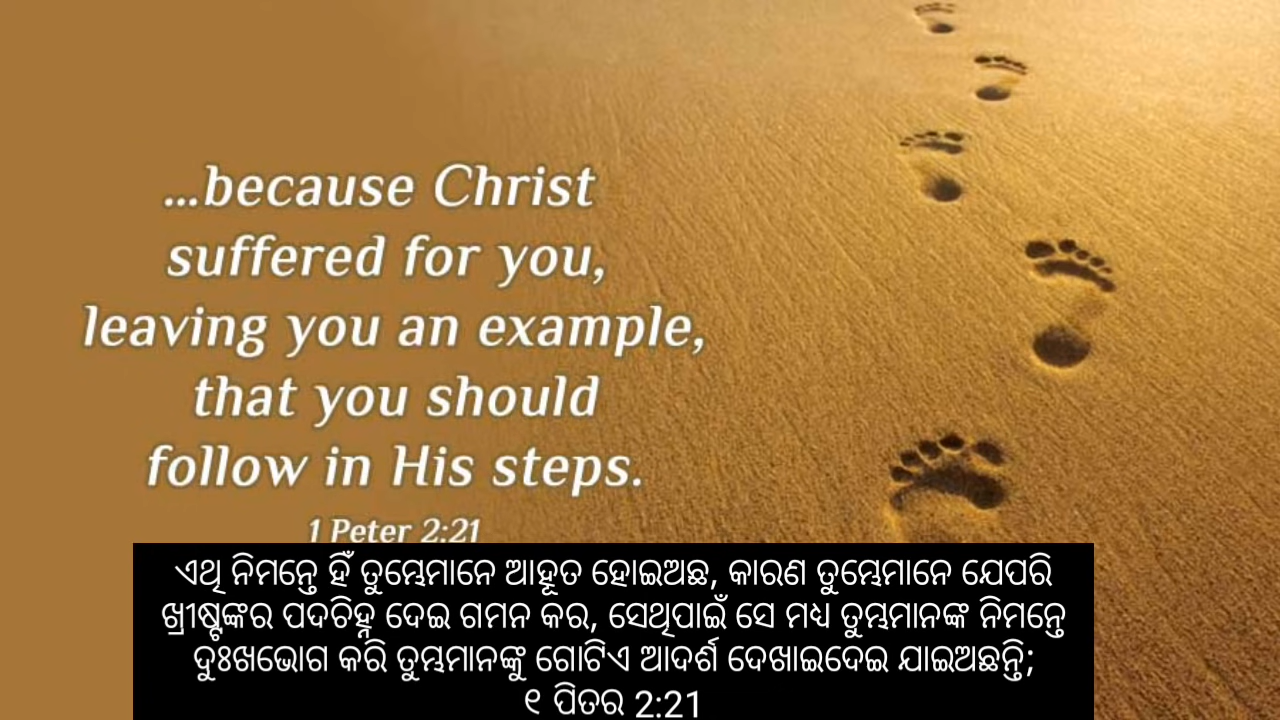 ...because Christ
suffered for you,
leaving you an example,
that you should
follow in His steps.
1 Peter 2:21
ଏଥି ନିମନ୍ତେ ହିଁ ତୁମ୍ଭେମାନେ ଆହୂତ ହୋଇଅଛ, କାରଣ ତୁମ୍ଭେମାନେ ଯେପରି
ଖ୍ରୀଷ୍ଟଙ୍କର ପଦଚିହ୍ନ ଦେଇ ଗମନ କର, ସେଥିପାଇଁ ସେ ମଧ୍ୟ ତୁମ୍ଭମାନଙ୍କ ନିମନ୍ତେ
ଦୁଃଖଭୋଗ କରି ତୁମ୍ଭମାନଙ୍କୁ ଗୋଟିଏ ଆଦର୍ଶ ଦେଖାଇଦେଇ ଯାଇଅଛନ୍ତି;
୧ ପିତର 2:21